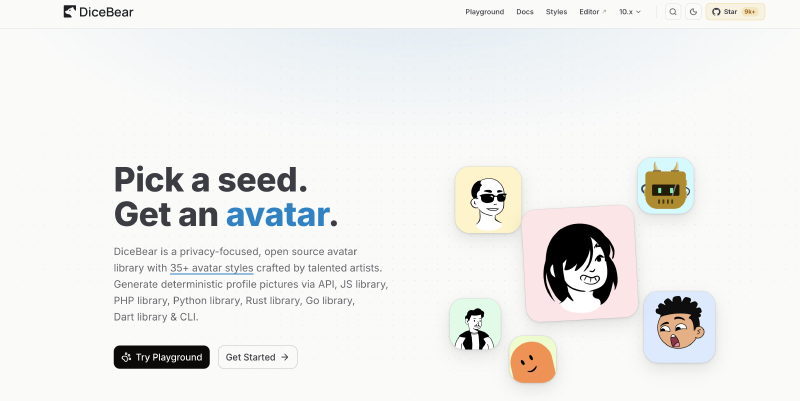 DiceBear
Playground
Docs
Styles
Editor ↗
10.x
Star 9k+
Pick a seed.
Get an avatar.
DiceBear is a privacy-focused, open source avatar
library with 35+ avatar styles crafted by talented artists.
Generate deterministic profile pictures via API, JS library,
PHP library, Python library, Rust library, Go library,
Dart library & CLI.
Try Playground
Get Started →